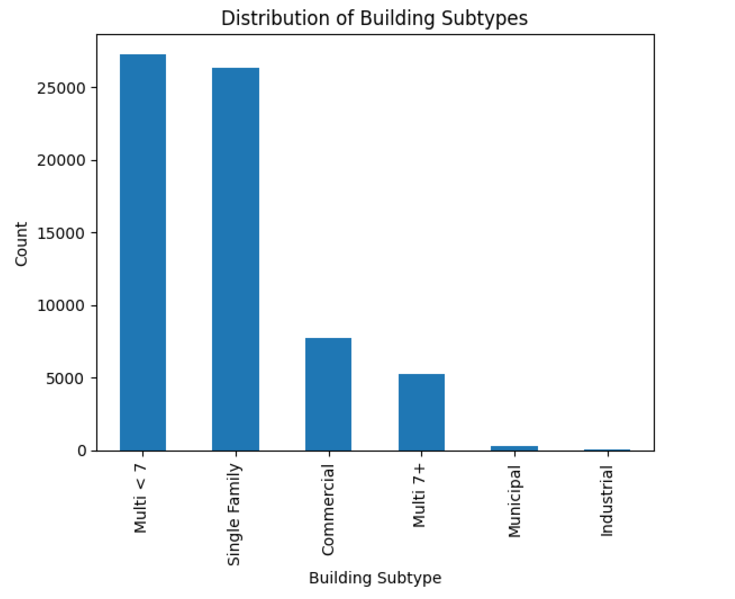 Distribution of Building Subtypes
25000
20000
15000
10000
5000
0
Count
Multi < 7
Single Family
Commercial
Multi 7+
Municipal
Industrial
Building Subtype